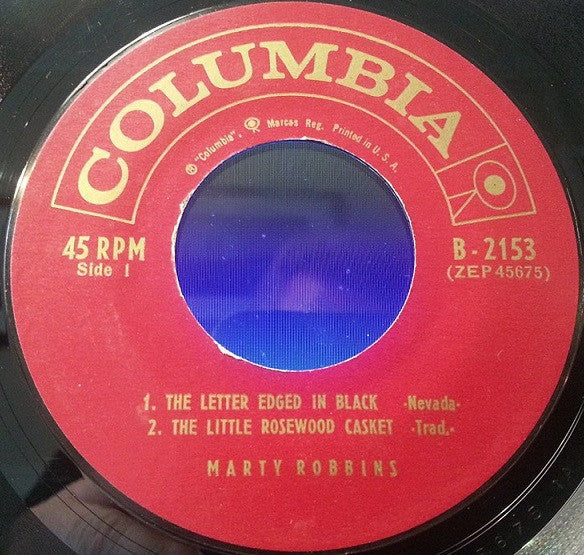 COLUMBIA
® "Columbia", Marcas Reg. Printed in U.S.A.
45 RPM
Side 1
B-2153
(ZEP 45675)
1. THE LETTER EDGED IN BLACK -Nevada-
2. THE LITTLE ROSEWOOD CASKET -Trad.-
MARTY ROBBINS